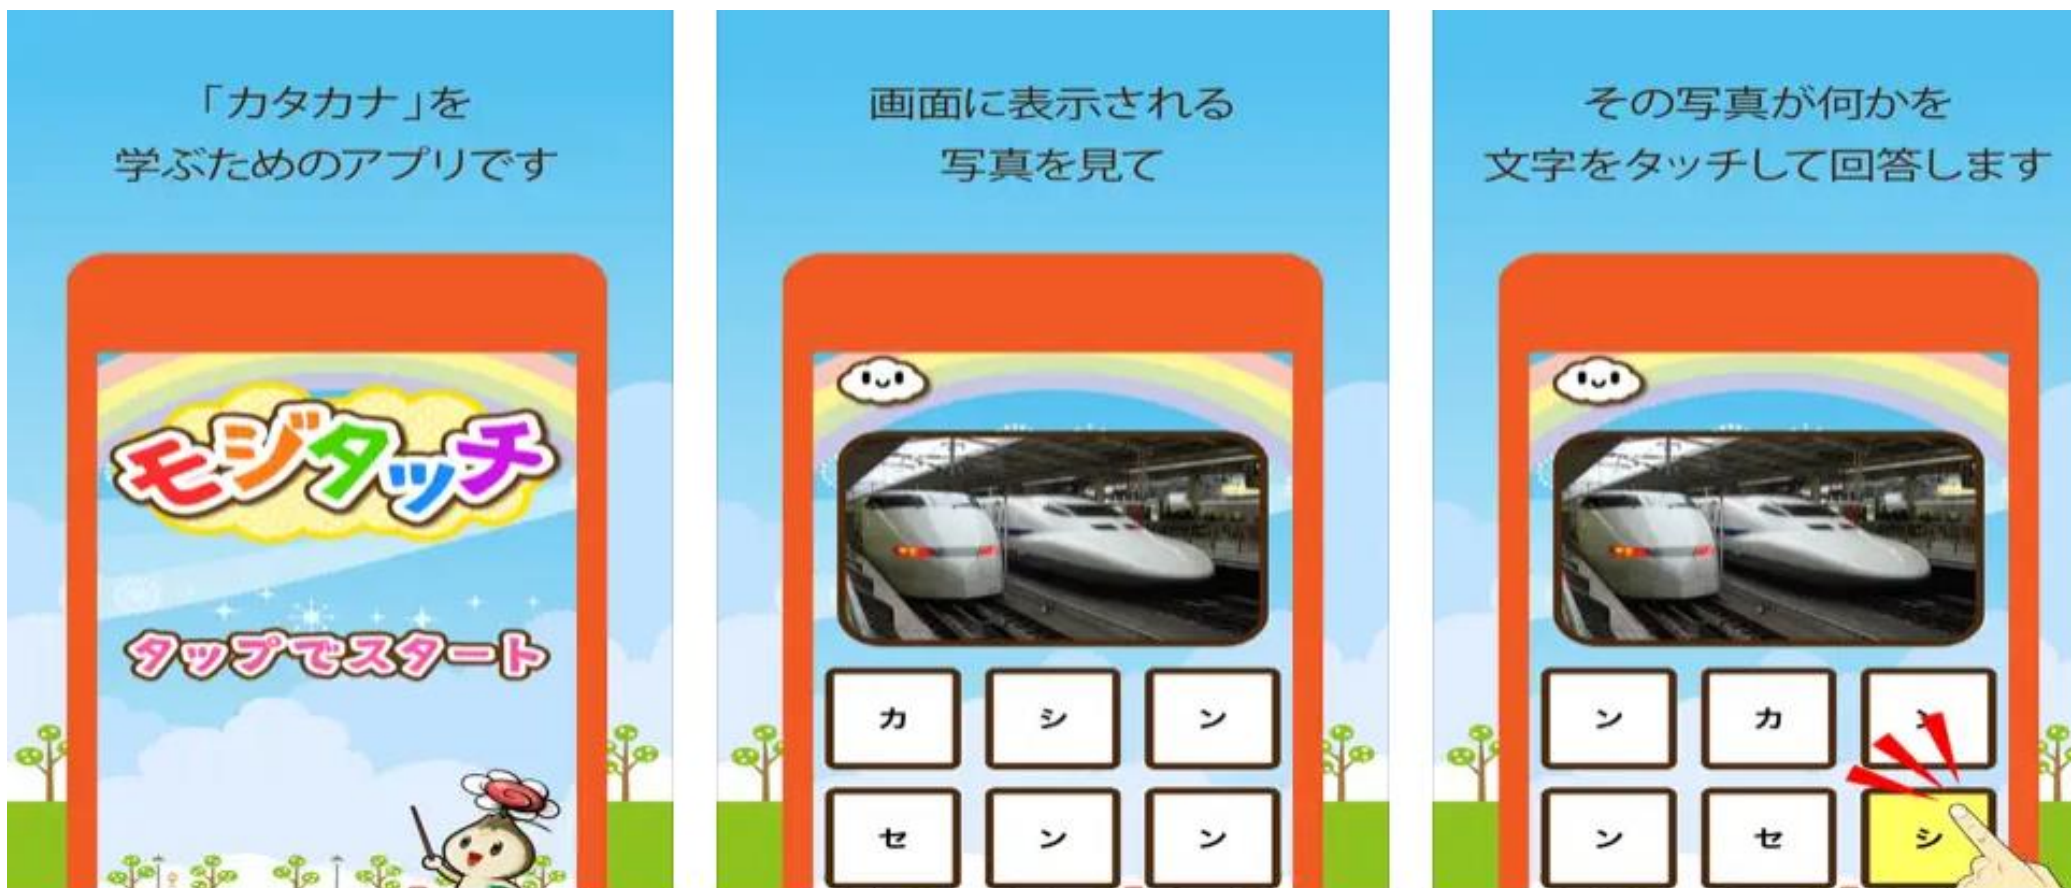 「カタカナ」を
学ぶためのアプリです
モジタッチ
タップでスタート
画面に表示される
写真を見て
カ シ ン
セ ン ン
その写真が何かを
文字をタッチして回答します
ン カ
ン セ シ